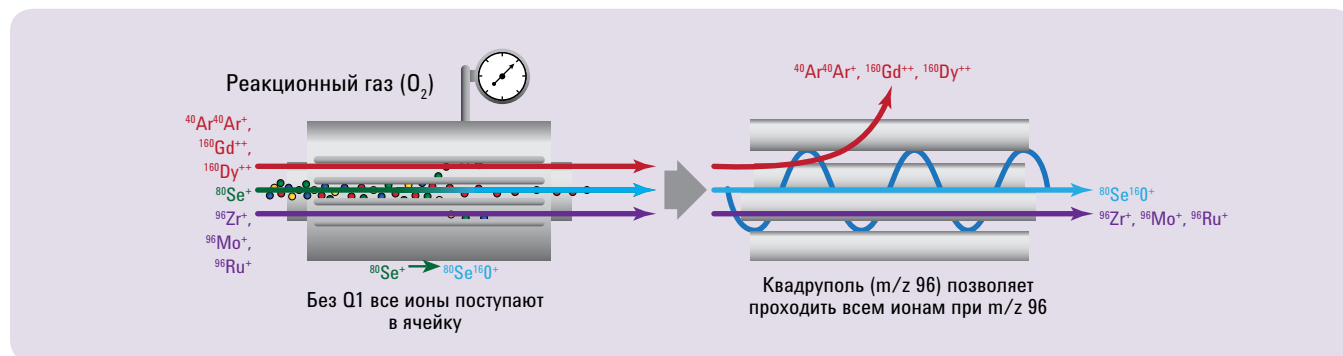 Реакционный газ (O₂)
⁴⁰Ar⁴⁰Ar⁺,
¹⁶⁰Gd⁺⁺,
¹⁶⁰Dy⁺⁺
⁸⁰Se⁺
⁹⁶Zr⁺,
⁹⁶Mo⁺,
⁹⁶Ru⁺
⁸⁰Se⁺ ⁸⁰Se¹⁶O⁺
Без Q1 все ионы поступают
в ячейку
⁴⁰Ar⁴⁰Ar⁺, ¹⁶⁰Gd⁺⁺, ¹⁶⁰Dy⁺⁺
⁸⁰Se¹⁶O⁺
⁹⁶Zr⁺, ⁹⁶Mo⁺, ⁹⁶Ru⁺
Квадруполь (m/z 96) позволяет
проходить всем ионам при m/z 96